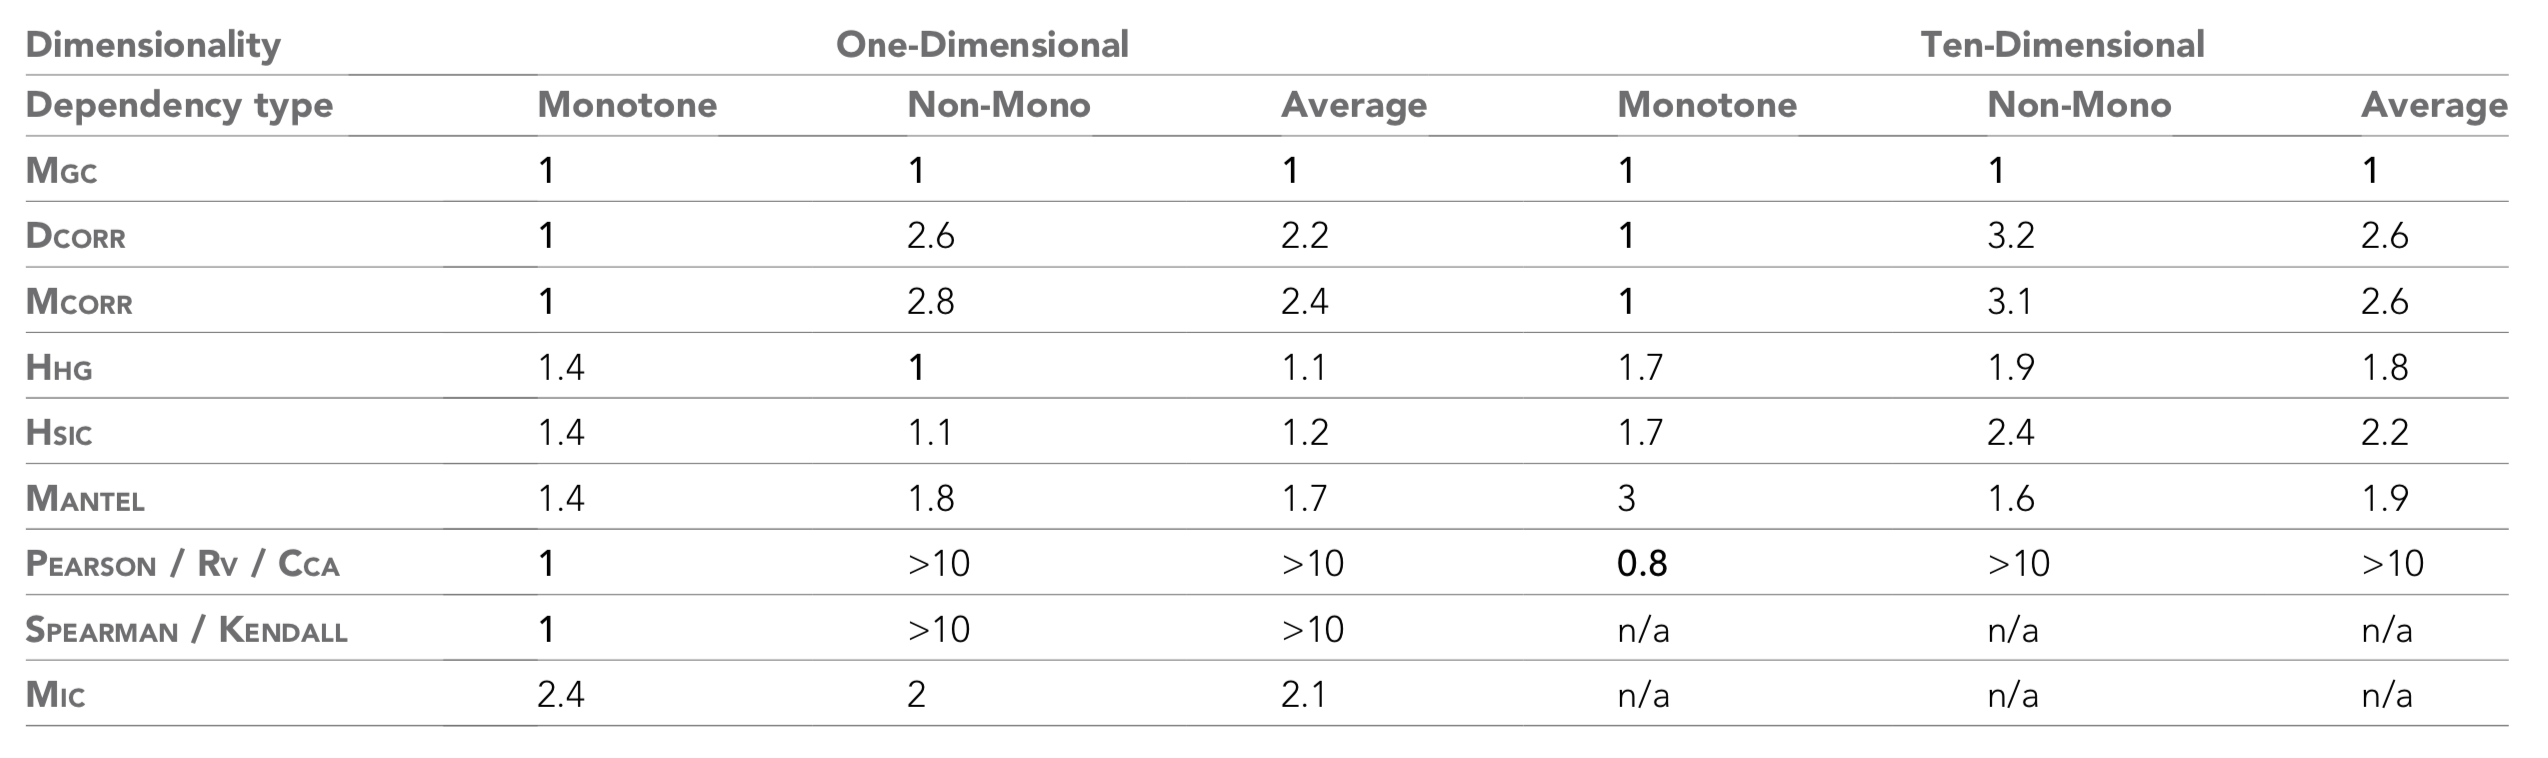 Dimensionality One-Dimensional Ten-Dimensional
Dependency type Monotone Non-Mono Average Monotone Non-Mono Average
MGC 1 1 1 1 1 1
DCORR 1 2.6 2.2 1 3.2 2.6
MCORR 1 2.8 2.4 1 3.1 2.6
HHG 1.4 1 1.1 1.7 1.9 1.8
HSIC 1.4 1.1 1.2 1.7 2.4 2.2
MANTEL 1.4 1.8 1.7 3 1.6 1.9
PEARSON / RV / CCA 1 >10 >10 0.8 >10 >10
SPEARMAN / KENDALL 1 >10 >10 n/a n/a n/a
MIC 2.4 2 2.1 n/a n/a n/a